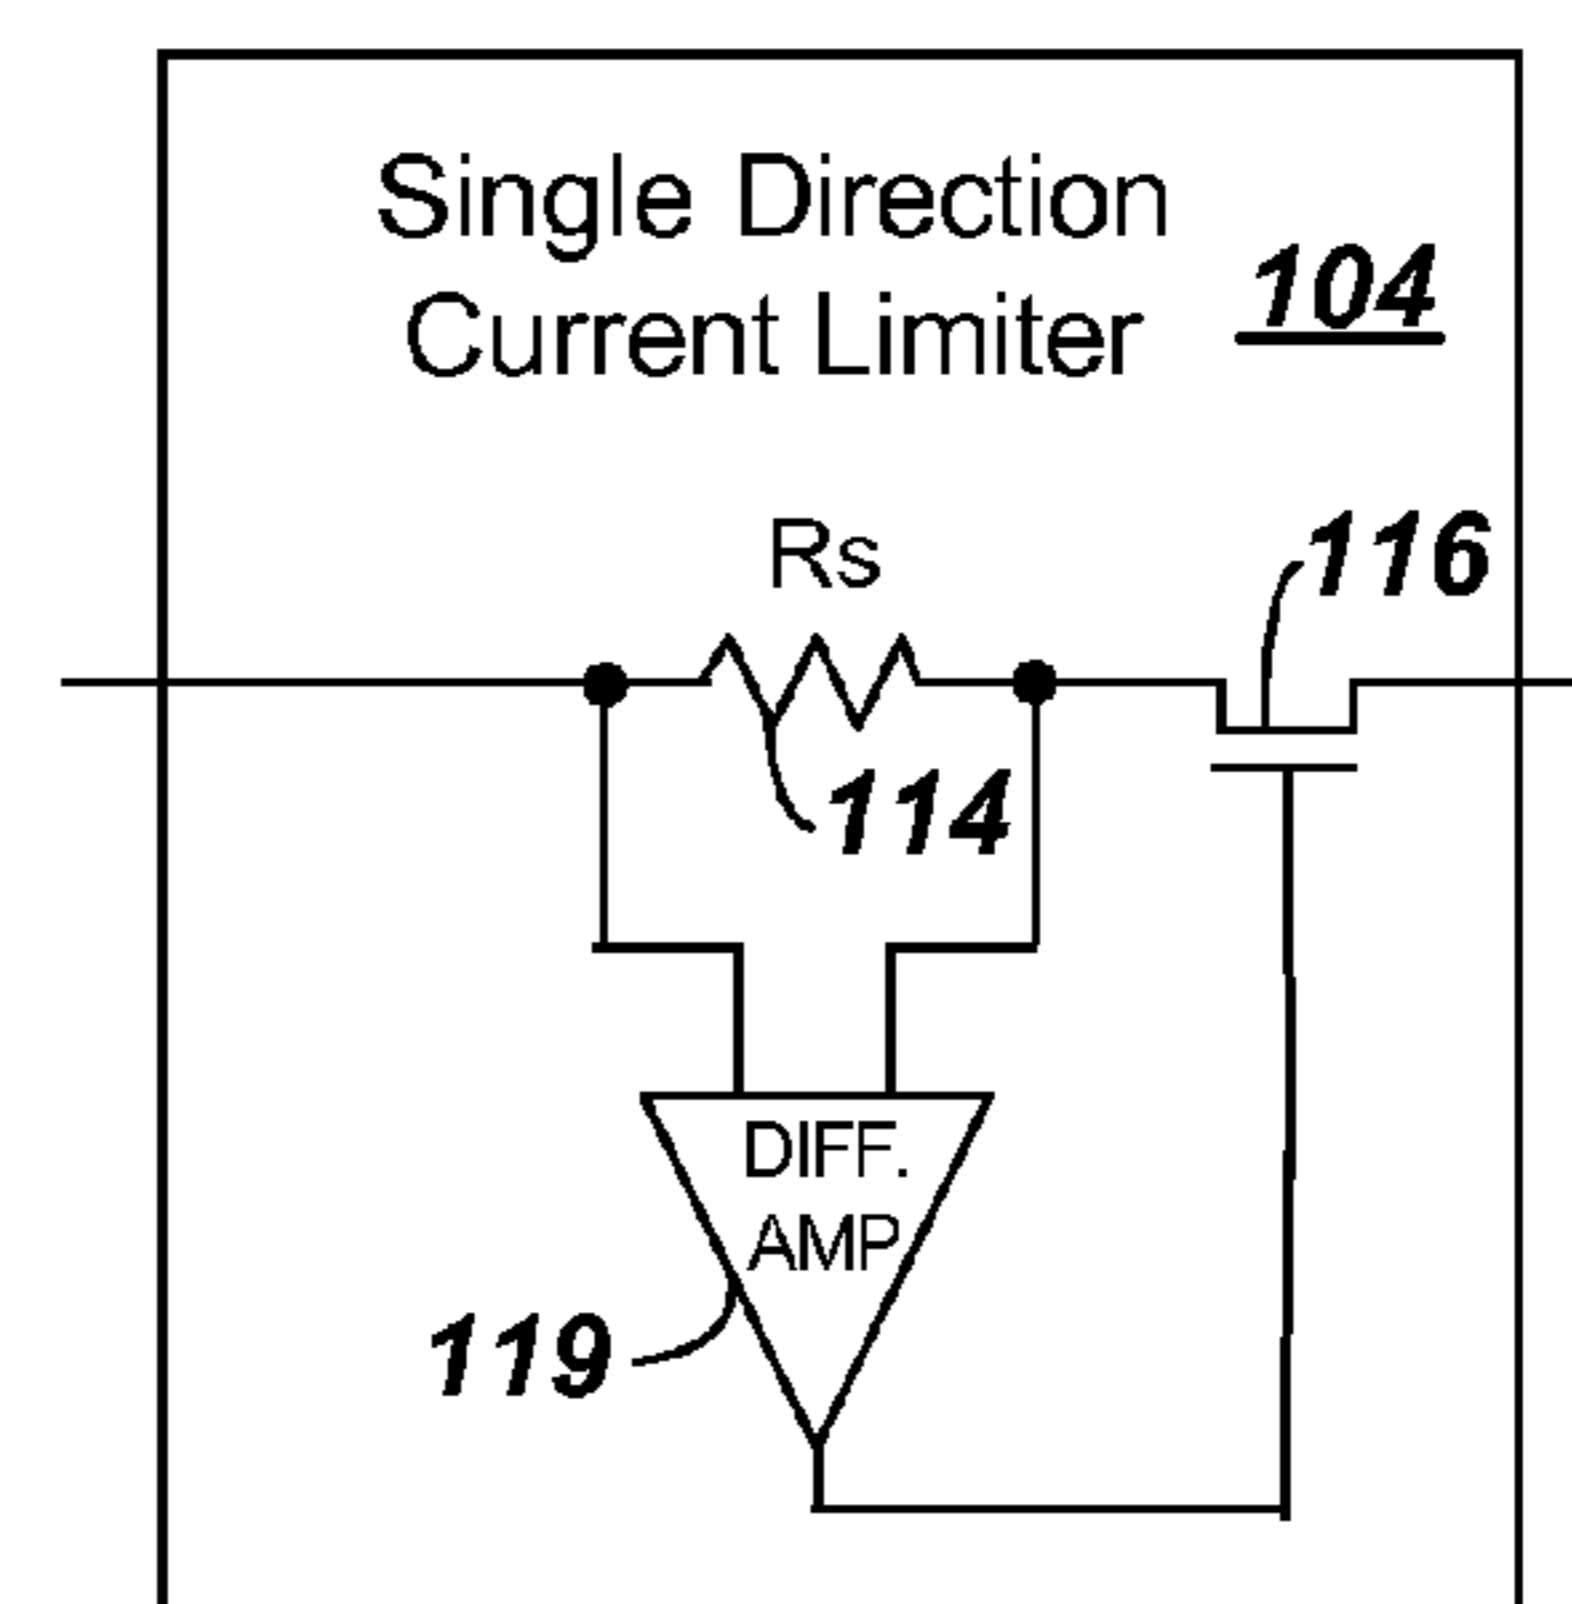 Single Direction
Current Limiter
104
Rs
116
114
DIFF.
AMP
119